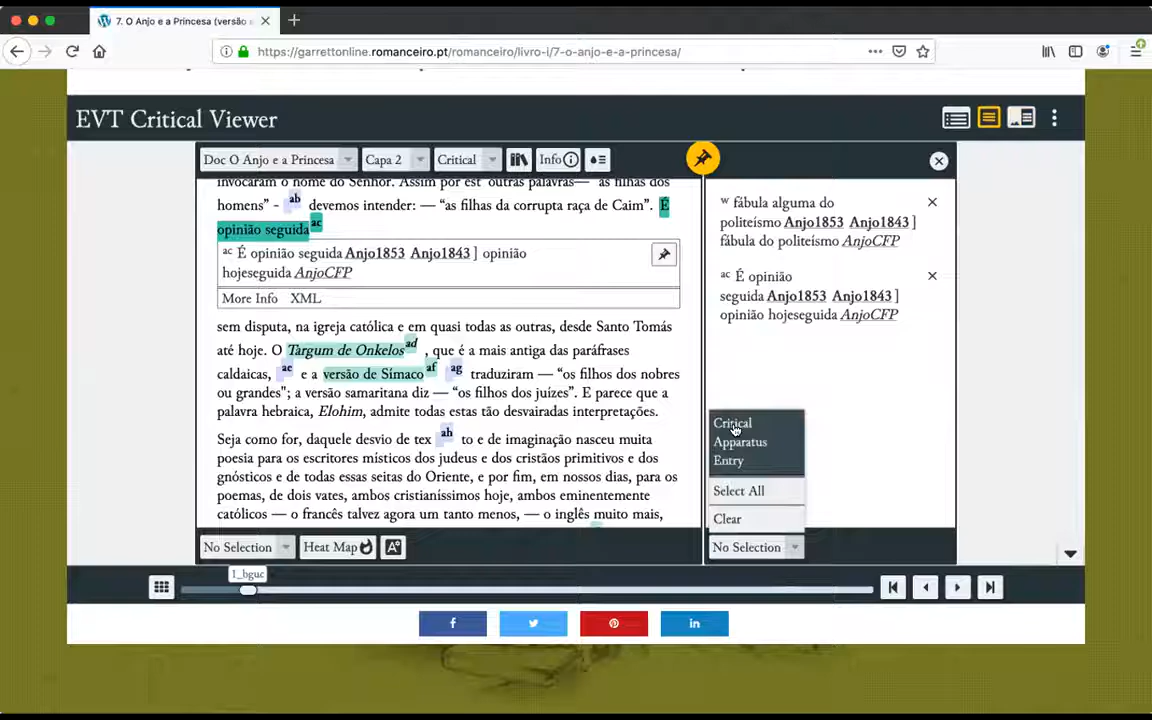 7. O Anjo e a Princesa (versão
https://garrettonline.romanceiro.pt/romanceiro/livro-i/7-o-anjo-e-a-princesa/
EVT Critical Viewer
Doc O Anjo e a Princesa
Capa 2
Critical
Info
invocaram o nome do Senhor. Assim por est' outras palavras— "as filhas dos
homens" - ab devemos intender: — "as filhas da corrupta raça de Caim". É
opinião seguida ac
ac É opinião seguida Anjo1853 Anjo1843 ] opinião
hojeseguida AnjoCFP
More Info XML
sem disputa, na igreja católica e em quasi todas as outras, desde Santo Tomás
até hoje. O Targum de Onkelos ad , que é a mais antiga das paráfrases
caldaicas, ae e a versão de Símaco af ag traduziram — "os filhos dos nobres
ou grandes"; a versão samaritana diz — "os filhos dos juízes". E parece que a
palavra hebraica, Elohim, admite todas estas tão desvairadas interpretações.
Seja como for, daquele desvio de tex ah to e de imaginação nasceu muita
poesia para os escritores místicos dos judeus e dos cristãos primitivos e dos
gnósticos e de todas essas seitas do Oriente, e por fim, em nossos dias, para os
poemas, de dois vates, ambos cristianíssimos hoje, ambos eminentemente
católicos — o francês talvez agora um tanto menos, — o inglês muito mais,
No Selection
Heat Map
w fábula alguma do
politeísmo Anjo1853 Anjo1843 ]
fábula do politeísmo AnjoCFP
ac É opinião
seguida Anjo1853 Anjo1843 ]
opinião hojeseguida AnjoCFP
Critical
Apparatus
Entry
Select All
Clear
No Selection
1_bguc